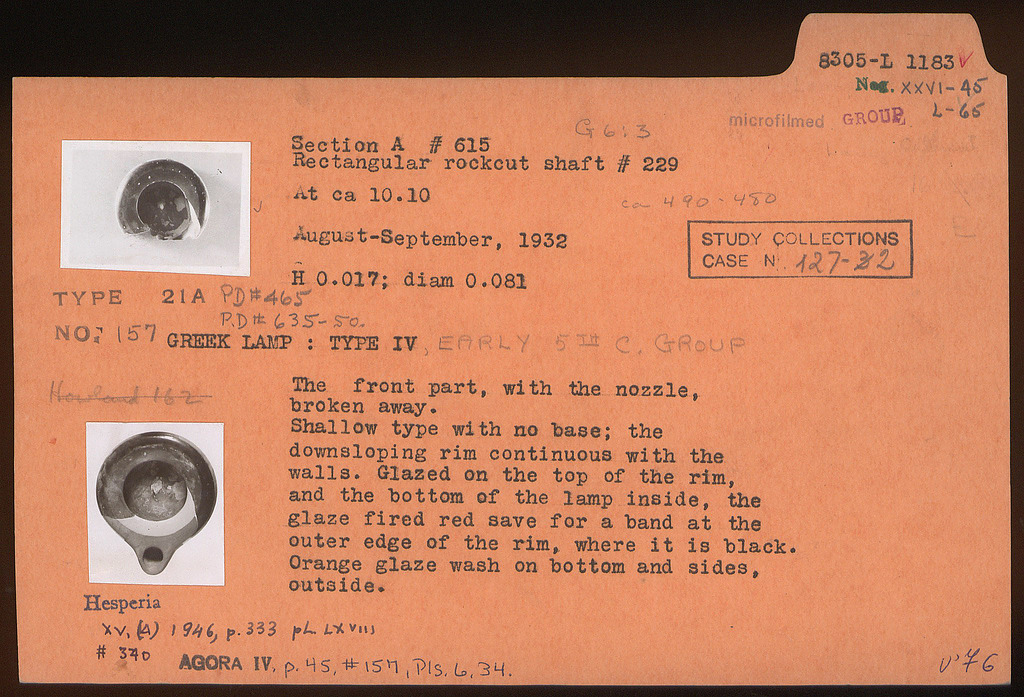 8305-L 1183 V
Neg. XXVI-45
L-65
microfilmed GROUP
G 6:3
Section A # 615
Rectangular rockcut shaft # 229
At ca 10.10
ca 490-480
August-September, 1932
STUDY COLLECTIONS
CASE No. 127-22
H 0.017; diam 0.081
TYPE 21A PD#465
P.D# 635-50.
NO: 157 GREEK LAMP : TYPE IV, EARLY 5TH C. GROUP
Howland 162
The front part, with the nozzle,
broken away.
Shallow type with no base; the
downsloping rim continuous with the
walls. Glazed on the top of the rim,
and the bottom of the lamp inside, the
glaze fired red save for a band at the
outer edge of the rim, where it is black.
Orange glaze wash on bottom and sides,
outside.
Hesperia
XV, (4) 1946, p. 333 pl. LXVIII
# 340
AGORA IV, p. 45, #157, Pls. 6, 34.
V'76